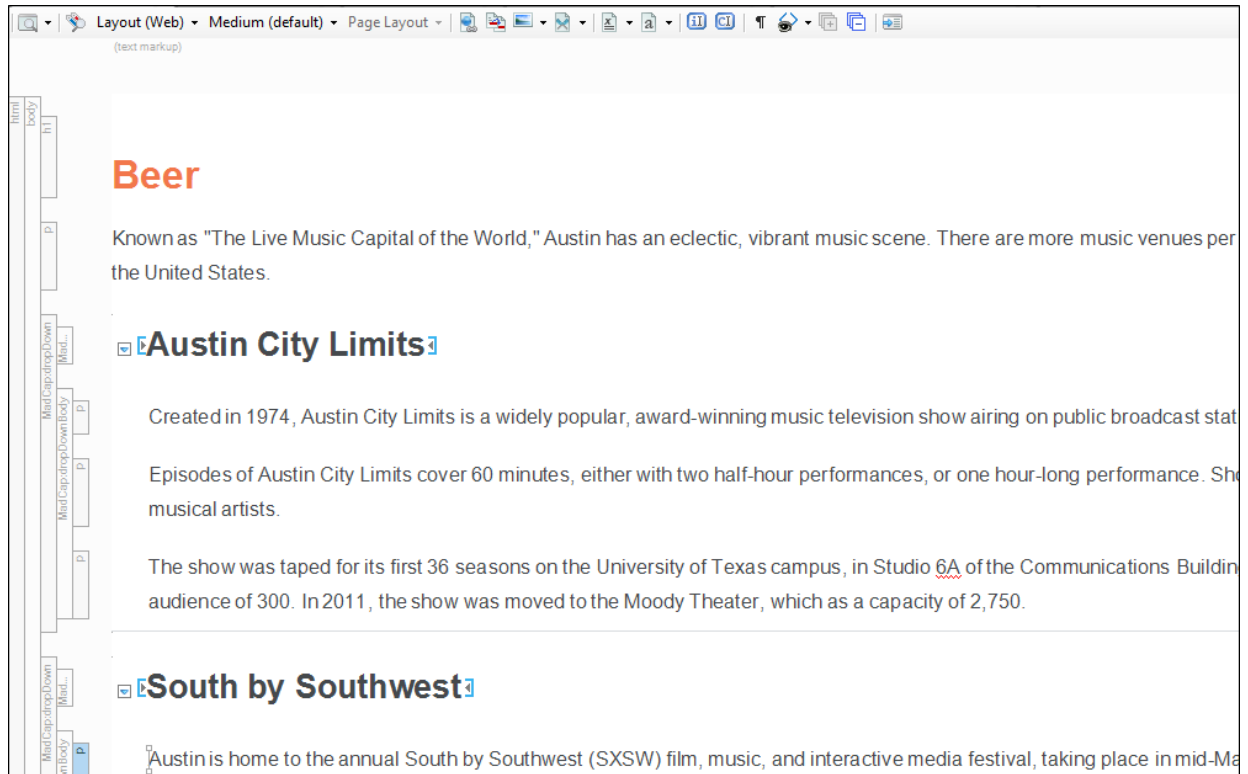 Layout (Web) Medium (default) Page Layout
(text markup)
html
body
h1
Beer
p
Known as "The Live Music Capital of the World," Austin has an eclectic, vibrant music scene. There are more music venues per
the United States.
MadCap:dropDown
Mad...
Austin City Limits
MadCap:dropDownBody
p
Created in 1974, Austin City Limits is a widely popular, award-winning music television show airing on public broadcast stat
p
Episodes of Austin City Limits cover 60 minutes, either with two half-hour performances, or one hour-long performance. Sho
musical artists.
p
The show was taped for its first 36 seasons on the University of Texas campus, in Studio 6A of the Communications Building
audience of 300. In 2011, the show was moved to the Moody Theater, which as a capacity of 2,750.
MadCap:dropDown
Mad...
South by Southwest
wnBody
p
Austin is home to the annual South by Southwest (SXSW) film, music, and interactive media festival, taking place in mid-Ma